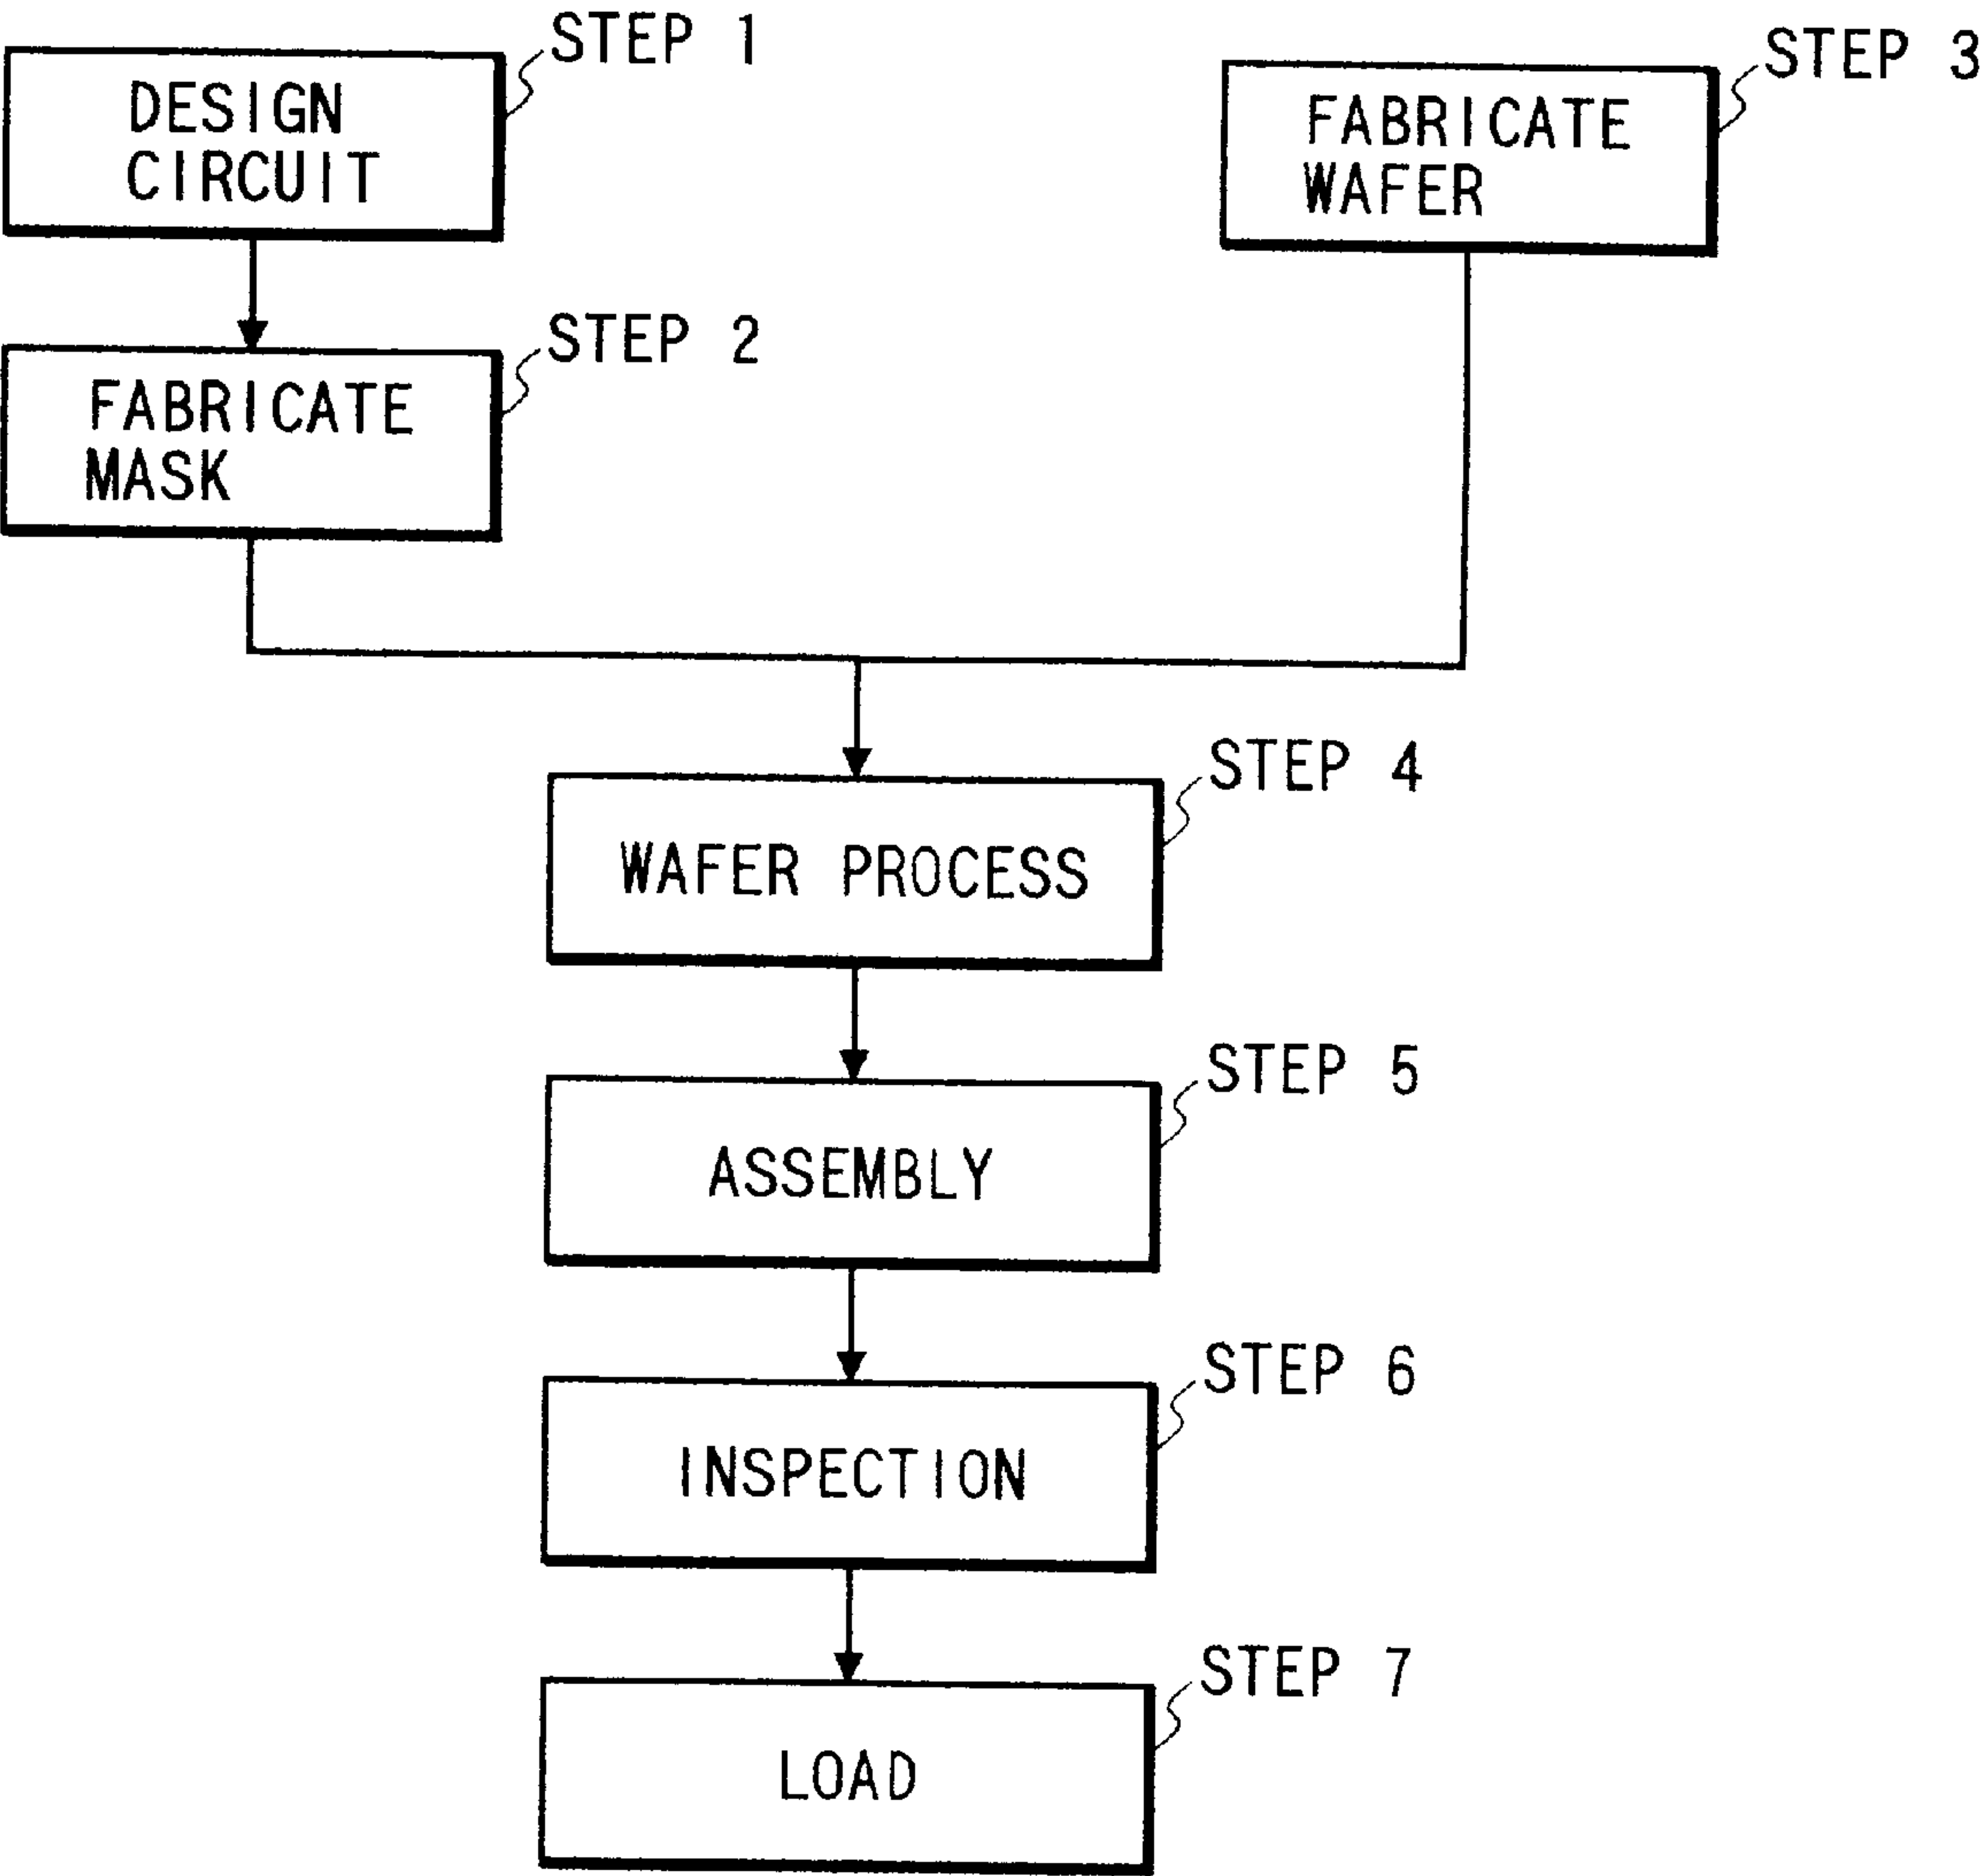 STEP 1
DESIGN
CIRCUIT
STEP 2
FABRICATE
MASK
STEP 3
FABRICATE
WAFER
STEP 4
WAFER PROCESS
STEP 5
ASSEMBLY
STEP 6
INSPECTION
STEP 7
LOAD